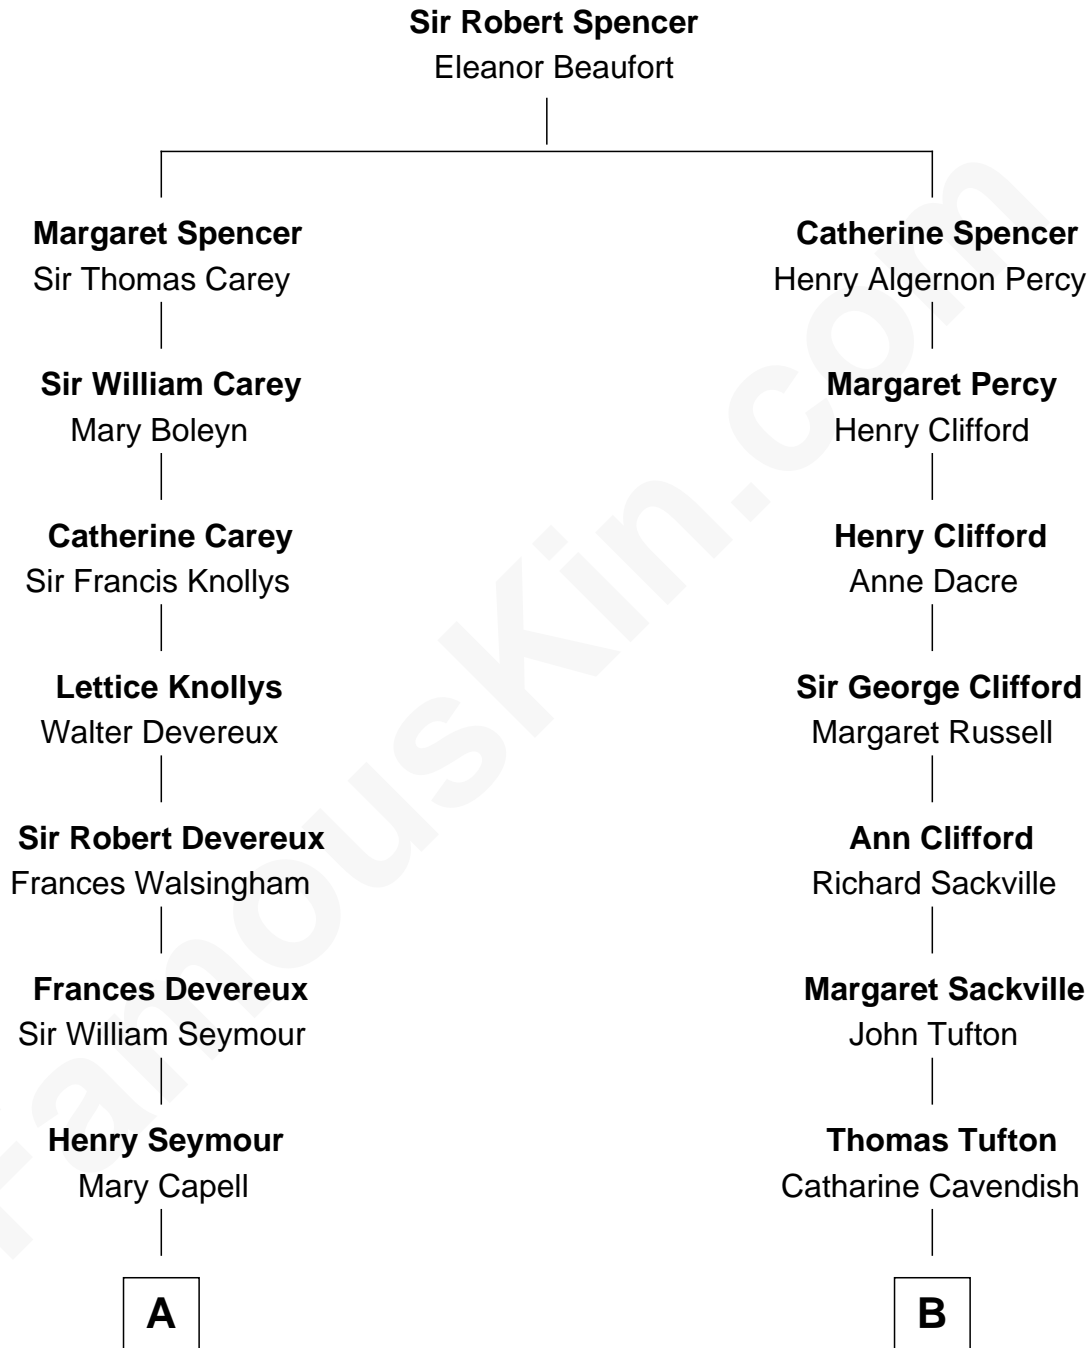 Sir Robert Spencer
Eleanor Beaufort
Margaret Spencer
Sir Thomas Carey
Catherine Spencer
Henry Algernon Percy
Sir William Carey
Mary Boleyn
Margaret Percy
Henry Clifford
Catherine Carey
Sir Francis Knollys
Henry Clifford
Anne Dacre
Lettice Knollys
Walter Devereux
Sir George Clifford
Margaret Russell
Sir Robert Devereux
Frances Walsingham
Ann Clifford
Richard Sackville
Frances Devereux
Sir William Seymour
Margaret Sackville
John Tufton
Henry Seymour
Mary Capell
Thomas Tufton
Catharine Cavendish
A
B
FamousKin.com